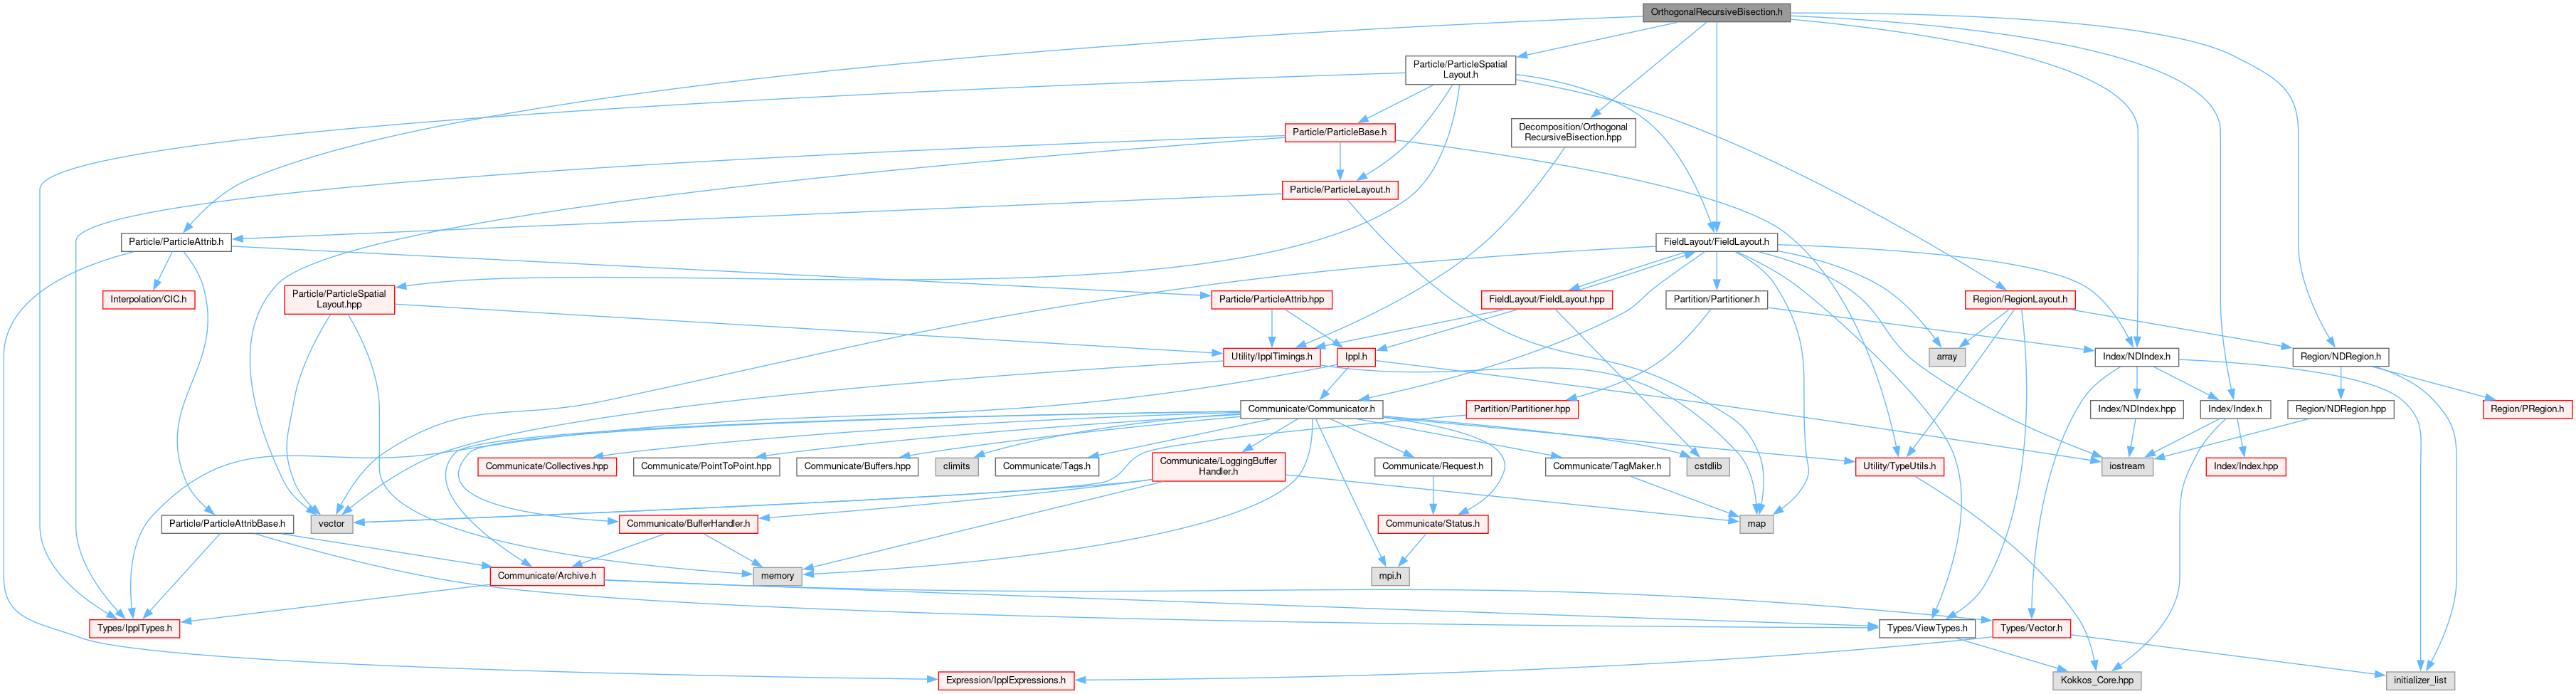 OrthogonalRecursiveBisection.h
Particle/ParticleSpatial
Layout.h
Particle/ParticleBase.h
Decomposition/Orthogonal
RecursiveBisection.hpp
Particle/ParticleLayout.h
Particle/ParticleAttrib.h
FieldLayout/FieldLayout.h
Interpolation/CIC.h
Particle/ParticleSpatial
Layout.hpp
Particle/ParticleAttrib.hpp
FieldLayout/FieldLayout.hpp
Partition/Partitioner.h
Region/RegionLayout.h
Utility/IpplTimings.h
Ippl.h
array
Index/NDIndex.h
Region/NDRegion.h
Communicate/Communicator.h
Partition/Partitioner.hpp
Index/NDIndex.hpp
Index/Index.h
Region/NDRegion.hpp
Region/PRegion.h
Communicate/Collectives.hpp
Communicate/PointToPoint.hpp
Communicate/Buffers.hpp
climits
Communicate/Tags.h
Communicate/LoggingBuffer
Handler.h
Communicate/Request.h
Communicate/TagMaker.h
cstdlib
Utility/TypeUtils.h
iostream
Index/Index.hpp
Particle/ParticleAttribBase.h
vector
Communicate/BufferHandler.h
Communicate/Status.h
map
Communicate/Archive.h
memory
mpi.h
Types/IpplTypes.h
Types/ViewTypes.h
Types/Vector.h
Expression/IpplExpressions.h
Kokkos_Core.hpp
initializer_list